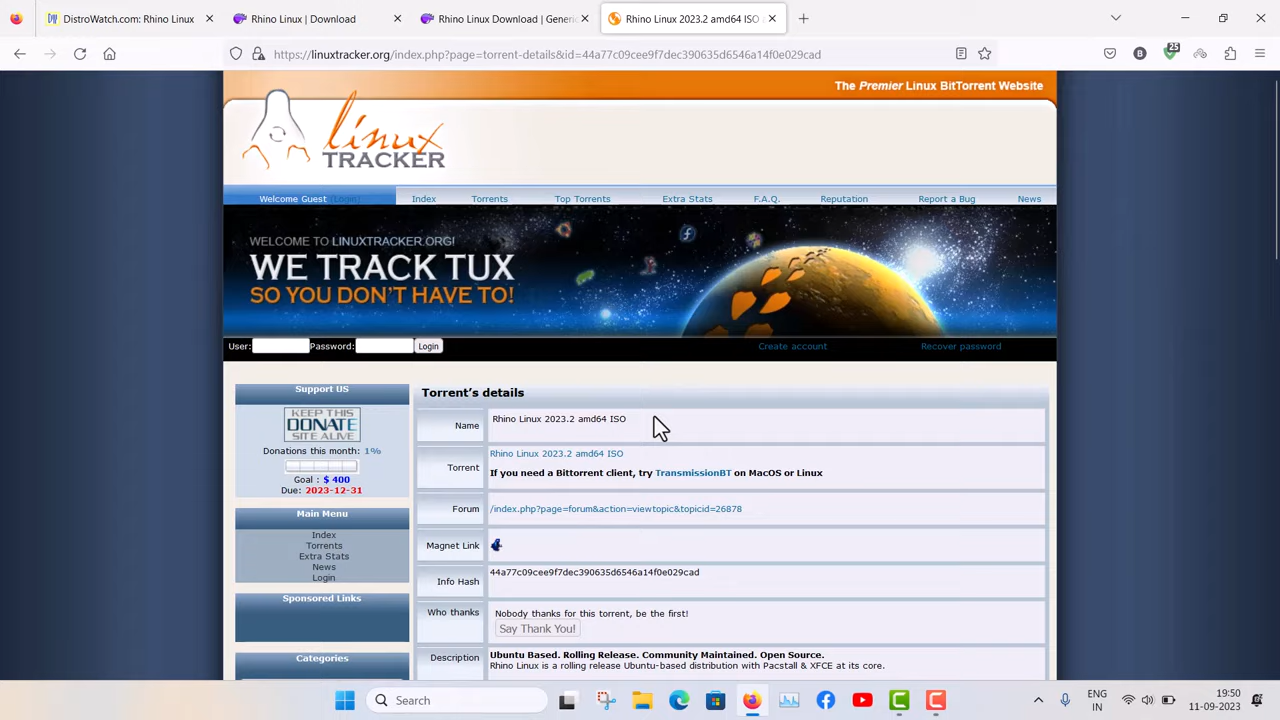 DistroWatch.com: Rhino Linux
Rhino Linux | Download
Rhino Linux Download | Generi
Rhino Linux 2023.2 amd64 ISO
https://linuxtracker.org/index.php?page=torrent-details&id=44a77c09cee9f7dec390635d6546a14f0e029cad
25
The Premier Linux BitTorrent Website
linux
TRACKER
Welcome Guest (Login)
Index
Torrents
Top Torrents
Extra Stats
F.A.Q.
Reputation
Report a Bug
News
WELCOME TO LINUXTRACKER.ORG!
WE TRACK TUX
SO YOU DON'T HAVE TO!
User:
Password:
Login
Create account
Recover password
Support US
KEEP THIS
DONATE
SITE ALIVE
Donations this month: 1%
Goal : $ 400
Due: 2023-12-31
Main Menu
Index
Torrents
Extra Stats
News
Login
Sponsored Links
Categories
Torrent's details
Name
Rhino Linux 2023.2 amd64 ISO
Torrent
Rhino Linux 2023.2 amd64 ISO
If you need a Bittorrent client, try TransmissionBT on MacOS or Linux
Forum
/index.php?page=forum&action=viewtopic&topicid=26878
Magnet Link
Info Hash
44a77c09cee9f7dec390635d6546a14f0e029cad
Who thanks
Nobody thanks for this torrent, be the first!
Say Thank You!
Description
Ubuntu Based. Rolling Release. Community Maintained. Open Source.
Rhino Linux is a rolling release Ubuntu-based distribution with Pacstall & XFCE at its core.
Search
ENG
IN
19:50
11-09-2023